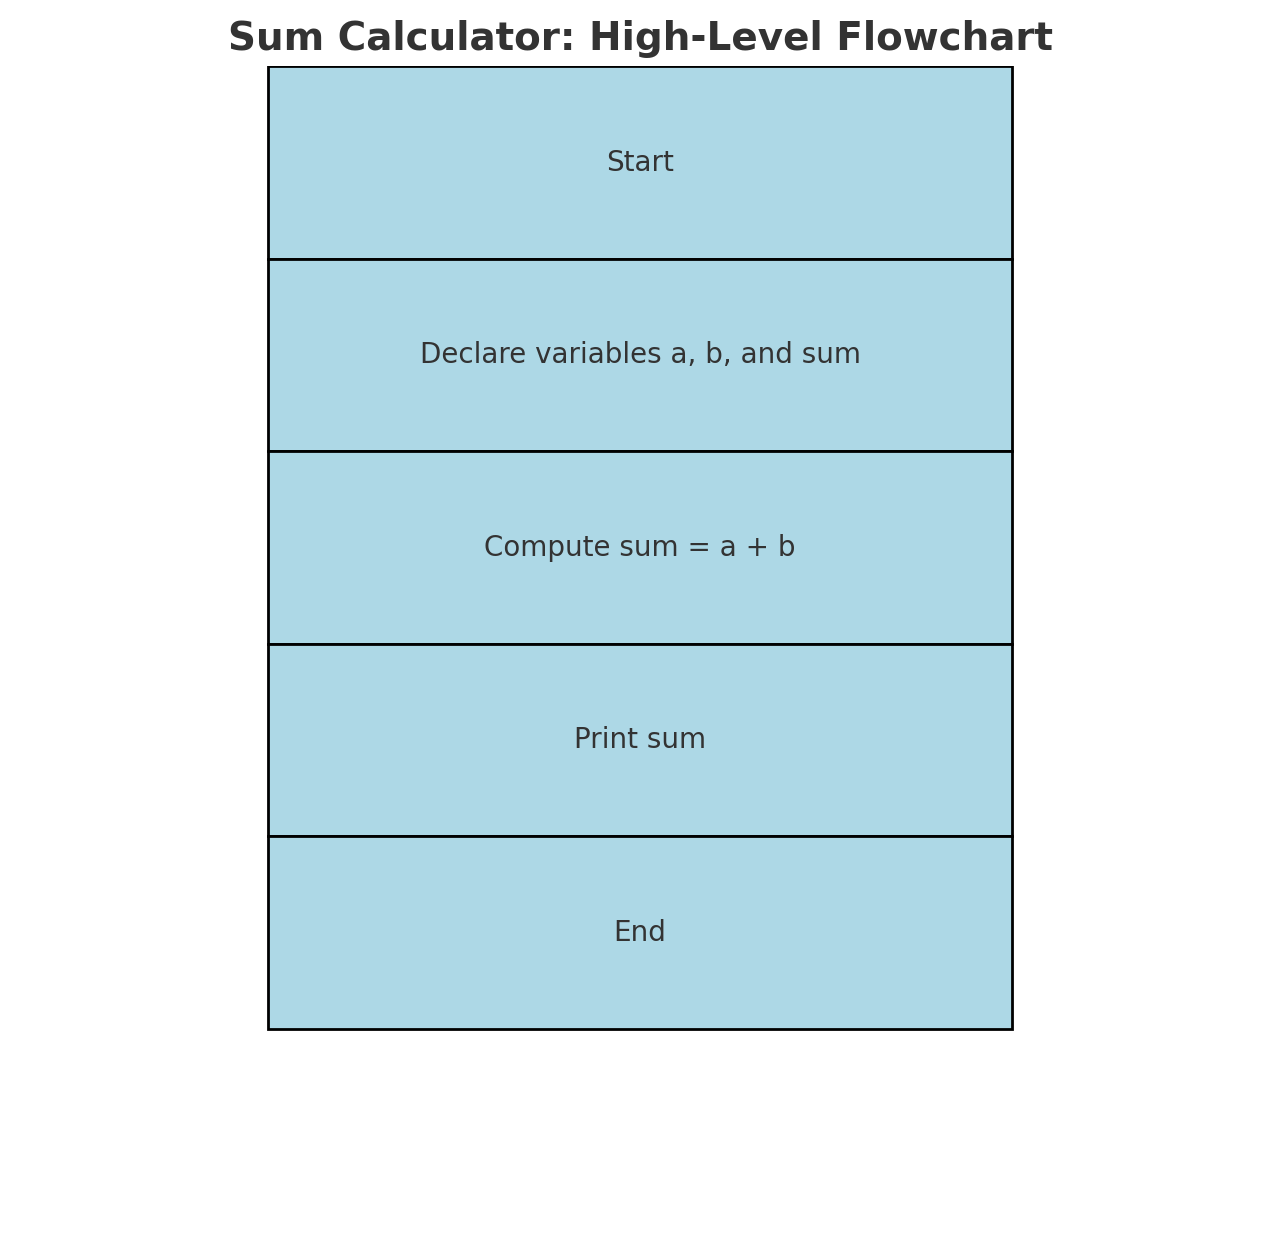 Sum Calculator: High-Level Flowchart
Start
Declare variables a, b, and sum
Compute sum = a + b
Print sum
End